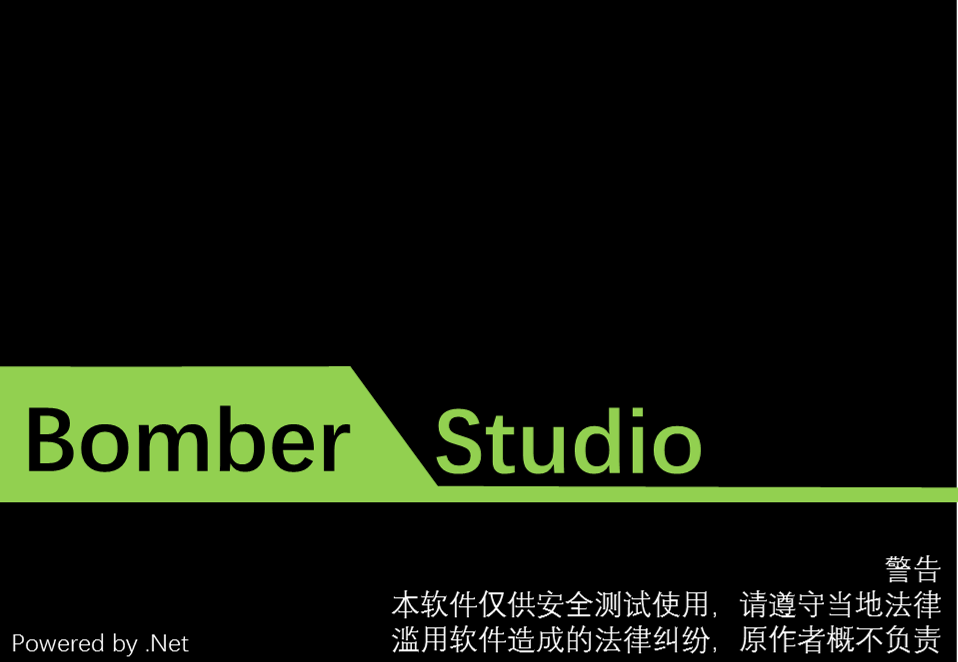 Bomber Studio
警告
本软件仅供安全测试使用，请遵守当地法律
滥用软件造成的法律纠纷，原作者概不负责
Powered by .Net